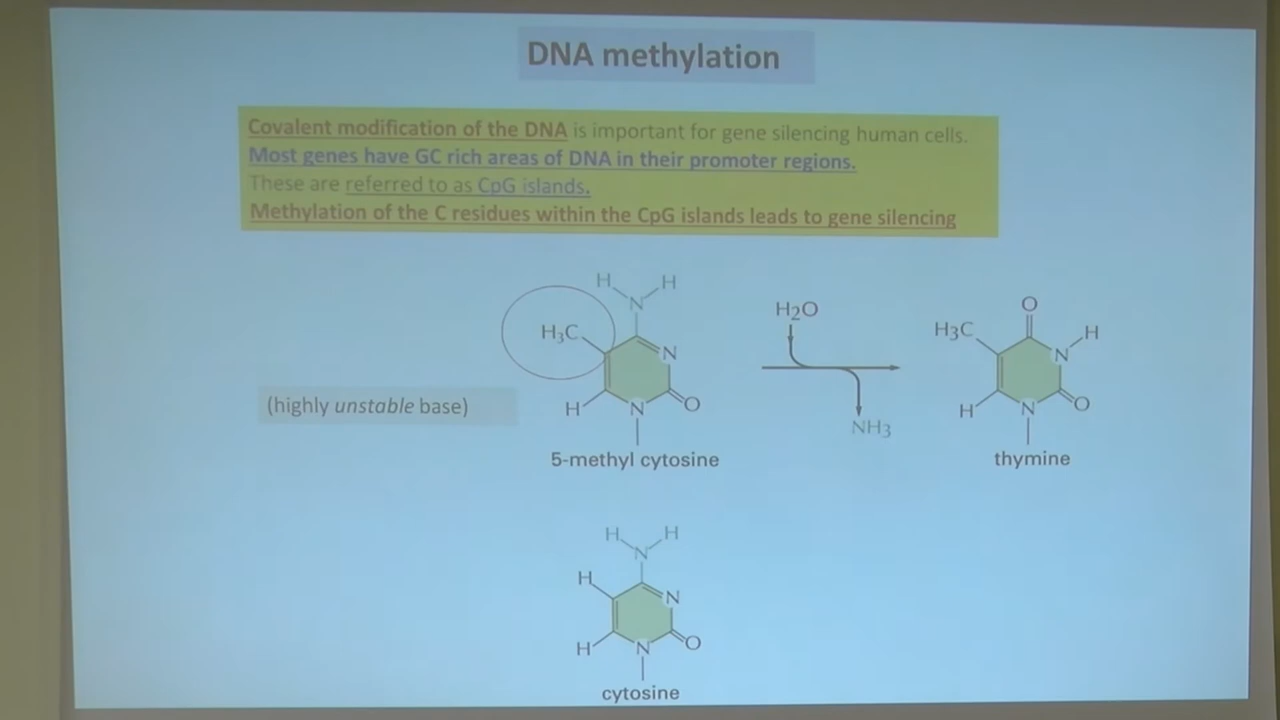 DNA methylation
Covalent modification of the DNA is important for gene silencing human cells.
Most genes have GC rich areas of DNA in their promoter regions.
These are referred to as CpG islands.
Methylation of the C residues within the CpG islands leads to gene silencing
H H
N
H3C
N
H N O
5-methyl cytosine
(highly unstable base)
H2O
NH3
O
H3C H
N
H N O
thymine
H H
N
H
N
H N O
cytosine